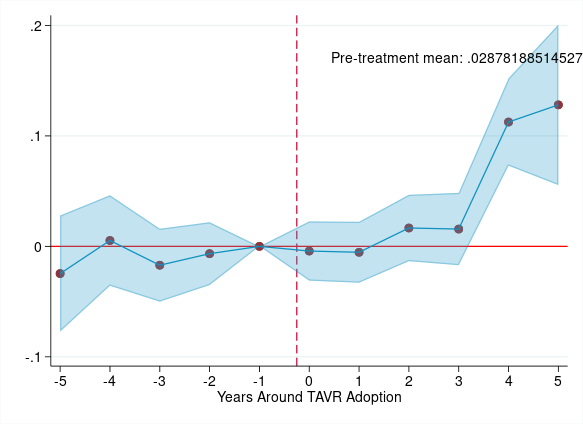 .2
Pre-treatment mean: .02878188514527
.1
0
-.1
-5 -4 -3 -2 -1 0 1 2 3 4 5
Years Around TAVR Adoption